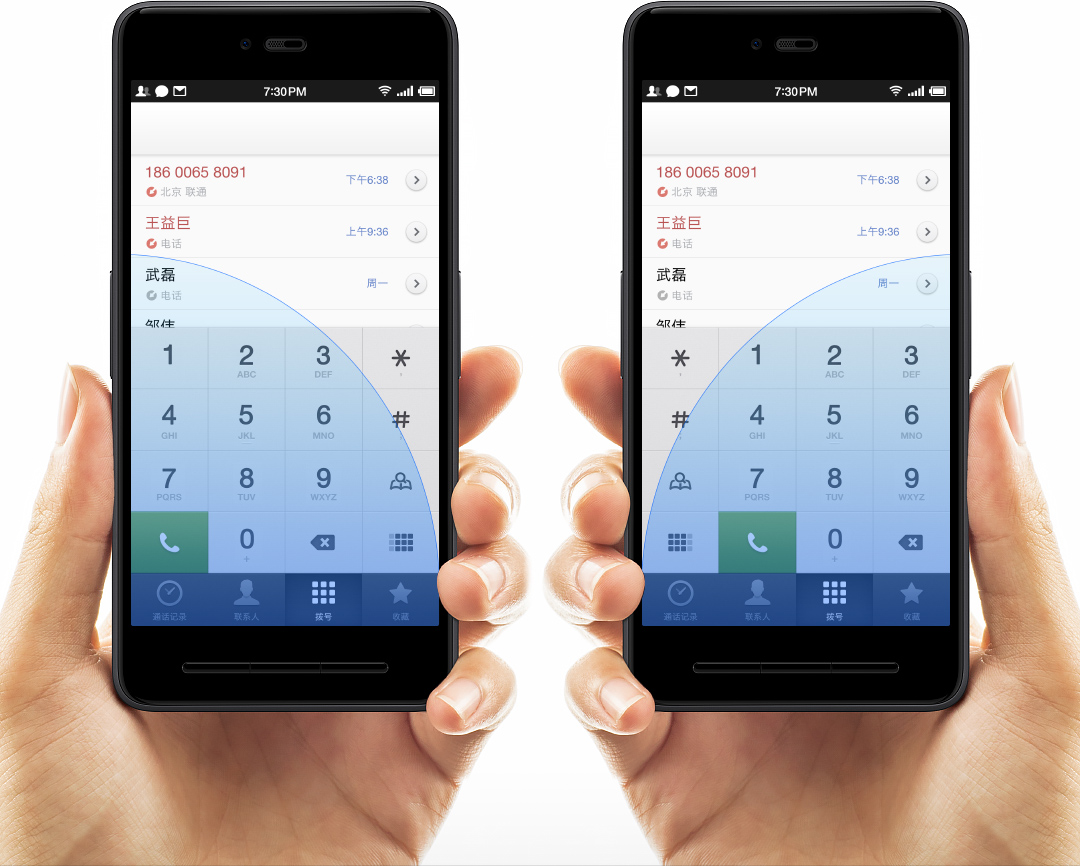 7:30PM
186 0065 8091
下午6:38
北京 联通
王益巨
上午9:36
电话
武磊
周一
电话
邹伟
1 2 3 *
ABC DEF ,
4 5 6 #
GHI JKL MNO ;
7 8 9
PQRS TUV WXYZ
0
+
通话记录 联系人 拨号 收藏
7:30PM
186 0065 8091
下午6:38
北京 联通
王益巨
上午9:36
电话
武磊
周一
电话
邹伟
* 1 2 3
, ABC DEF
# 4 5 6
; GHI JKL MNO
7 8 9
PQRS TUV WXYZ
0
+
通话记录 联系人 拨号 收藏